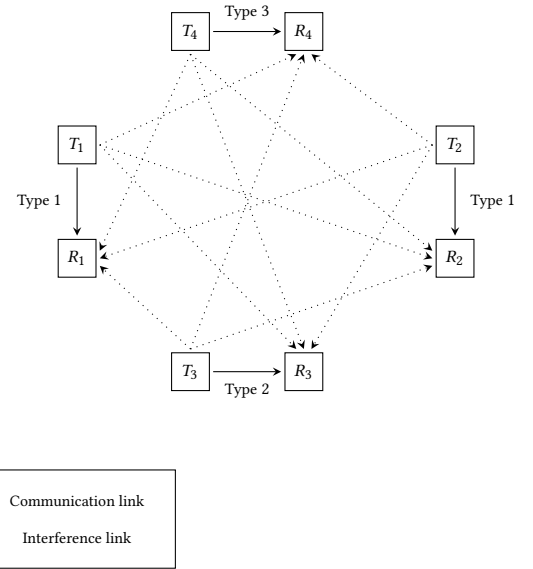 Type 3
T4 R4
T1 T2
Type 1 Type 1
R1 R2
T3 R3
Type 2
Communication link
Interference link